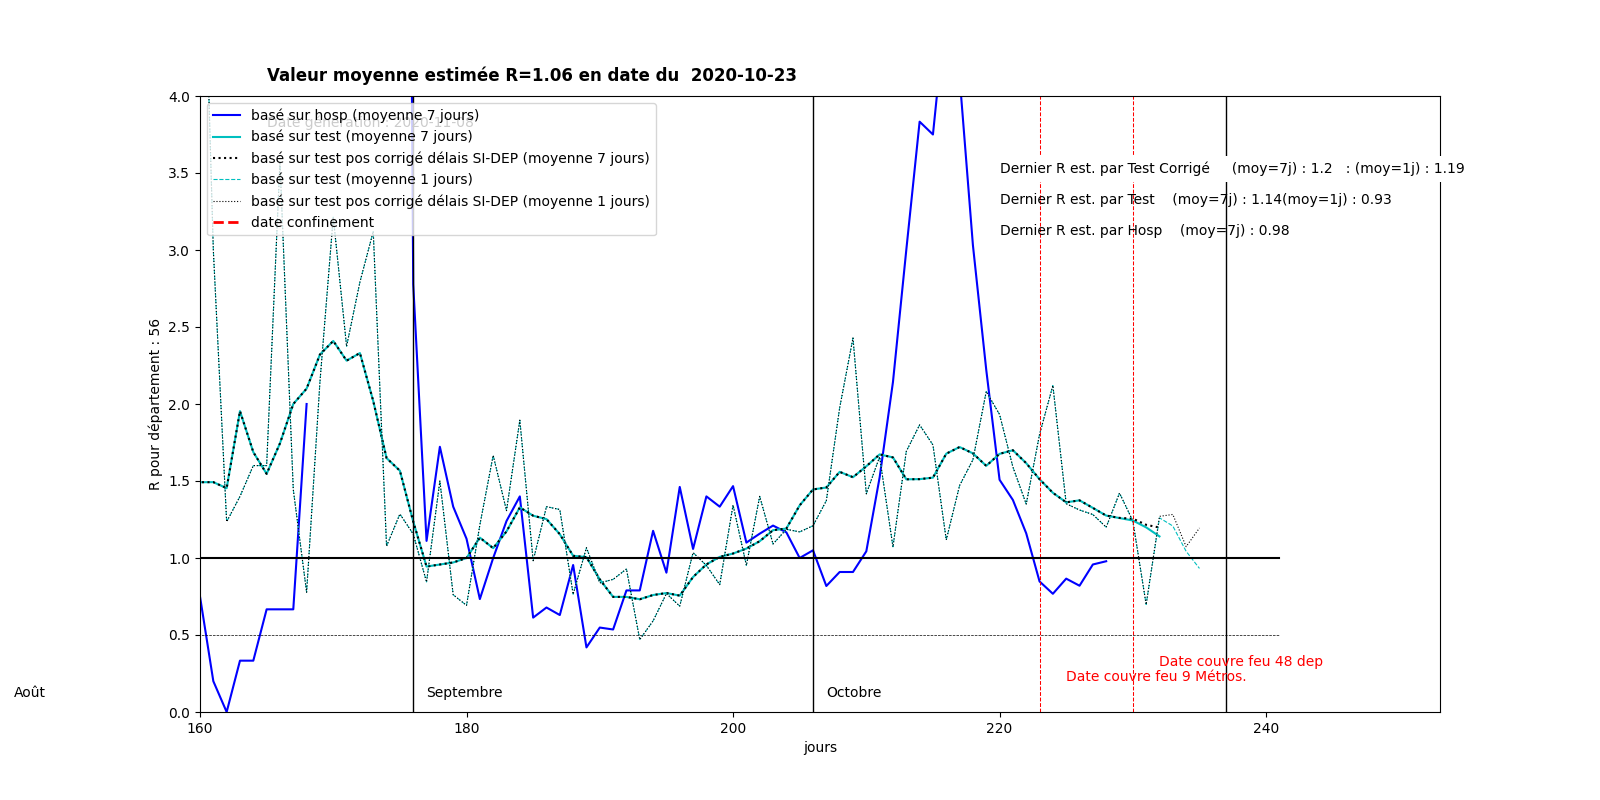 Valeur moyenne estimée R=1.06 en date du  2020-10-23
Date génération : 2020-11-08
basé sur hosp (moyenne 7 jours)
basé sur test (moyenne 7 jours)
basé sur test pos corrigé délais SI-DEP (moyenne 7 jours)
basé sur test (moyenne 1 jours)
basé sur test pos corrigé délais SI-DEP (moyenne 1 jours)
date confinement
Dernier R est. par Test Corrigé     (moy=7j) : 1.2   : (moy=1j) : 1.19
Dernier R est. par Test    (moy=7j) : 1.14(moy=1j) : 0.93
Dernier R est. par Hosp    (moy=7j) : 0.98
R pour département : 56
4.0
3.5
3.0
2.5
2.0
1.5
1.0
0.5
0.0
Date couvre feu 48 dep
Date couvre feu 9 Métros.
Août
Septembre
Octobre
160
180
200
220
240
jours